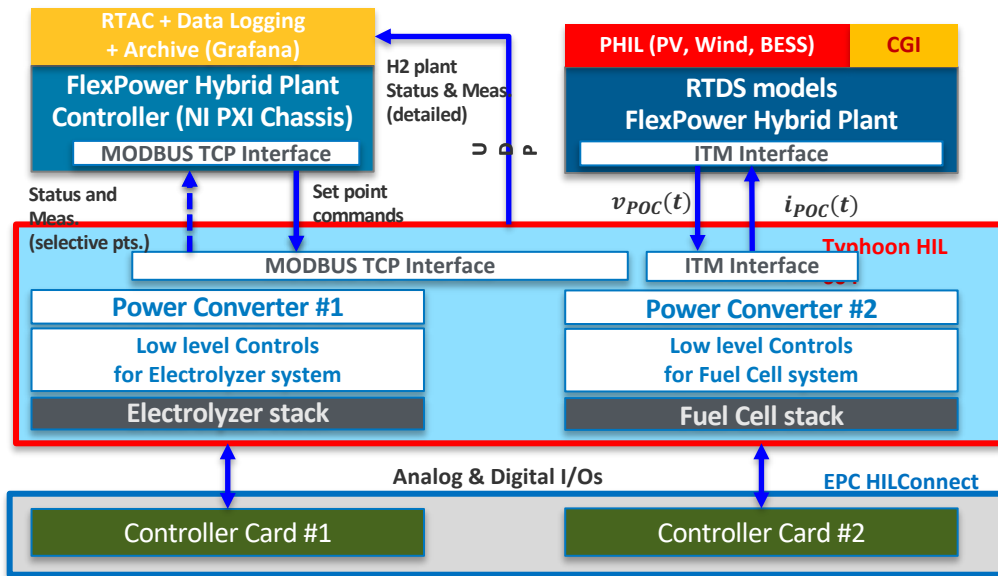 RTAC + Data Logging
+ Archive (Grafana)
FlexPower Hybrid Plant
Controller (NI PXI Chassis)
MODBUS TCP Interface
H2 plant
Status & Meas.
(detailed)
UDP
PHIL (PV, Wind, BESS)
CGI
RTDS models
FlexPower Hybrid Plant
ITM Interface
Status and
Meas.
(selective pts.)
Set point
commands
v_POC(t)
i_POC(t)
Typhoon HIL
MODBUS TCP Interface
ITM Interface
Power Converter #1
Power Converter #2
Low level Controls
for Electrolyzer system
Low level Controls
for Fuel Cell system
Electrolyzer stack
Fuel Cell stack
Analog & Digital I/Os
EPC HILConnect
Controller Card #1
Controller Card #2